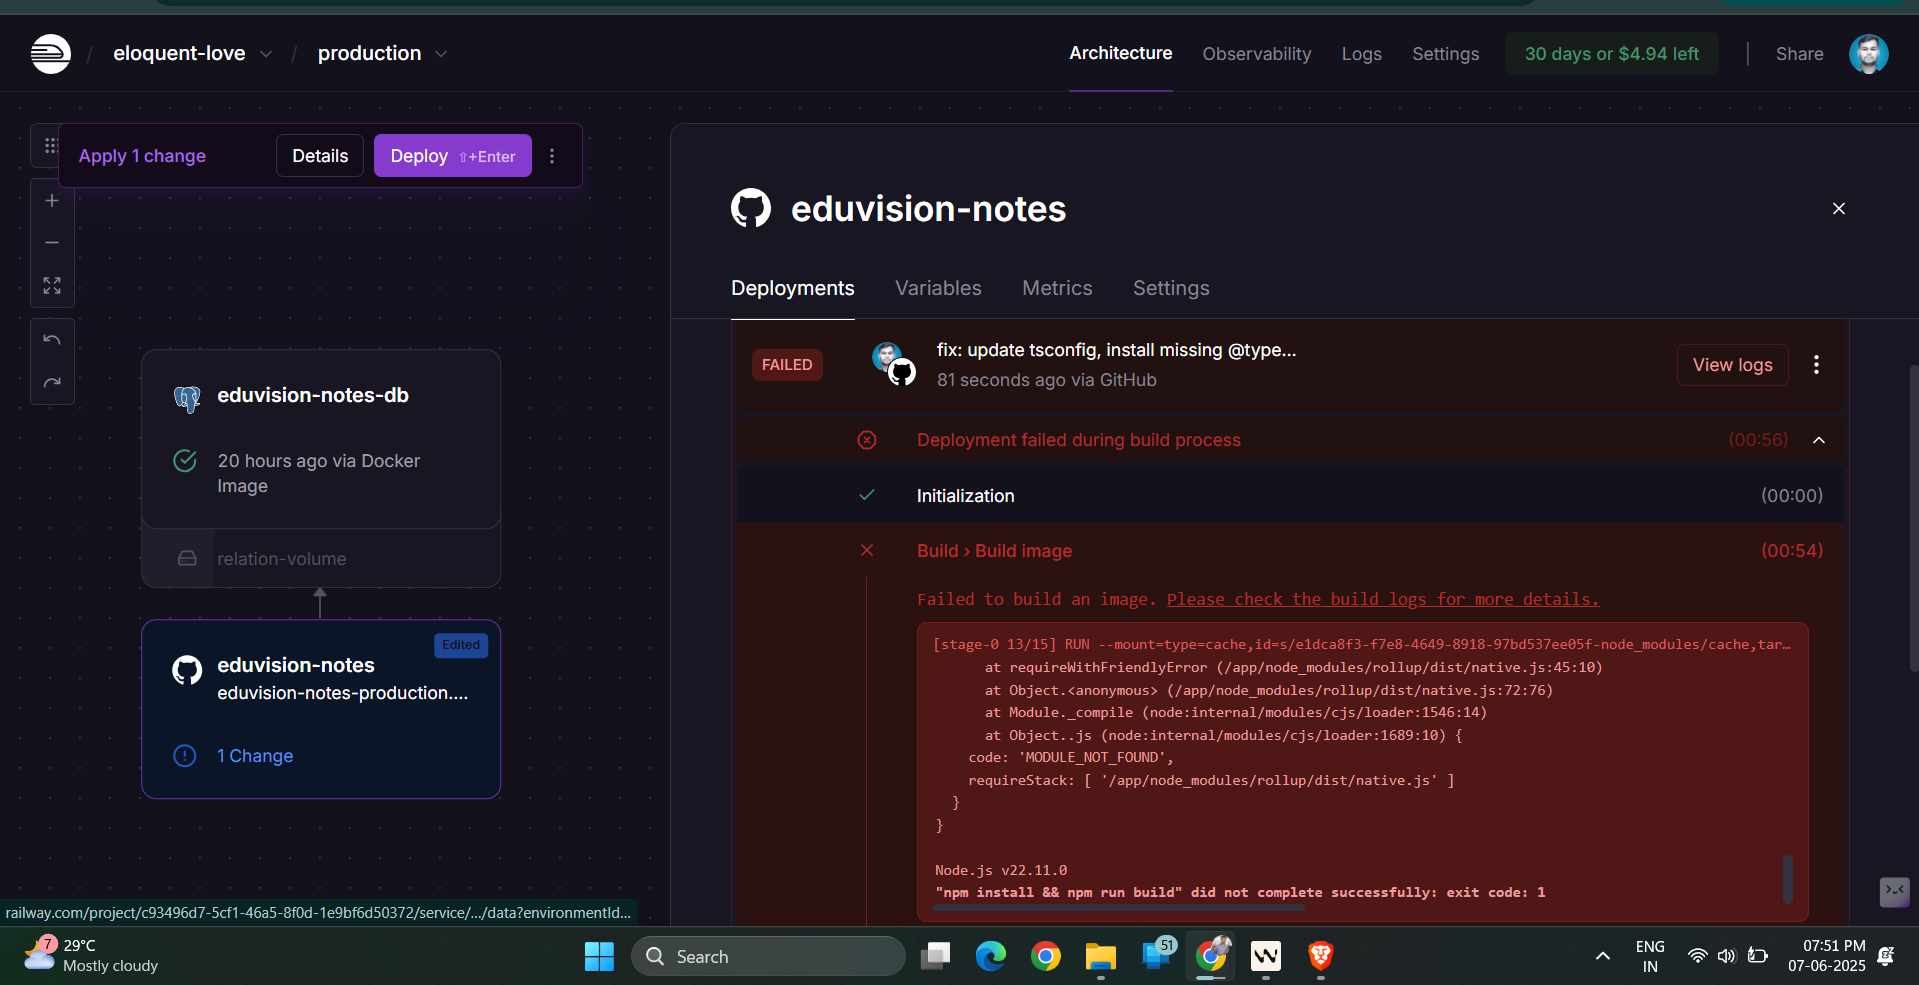 / eloquent-love / production
Architecture Observability Logs Settings 30 days or $4.94 left | Share
Apply 1 change Details Deploy ⇧+Enter
eduvision-notes
Deployments Variables Metrics Settings
FAILED
fix: update tsconfig, install missing @type...
81 seconds ago via GitHub
View logs
Deployment failed during build process (00:56)
Initialization (00:00)
Build › Build image (00:54)
Failed to build an image. Please check the build logs for more details.
[stage-0 13/15] RUN --mount=type=cache,id=s/e1dca8f3-f7e8-4649-8918-97bd537ee05f-node_modules/cache,tar…
at requireWithFriendlyError (/app/node_modules/rollup/dist/native.js:45:10)
at Object.<anonymous> (/app/node_modules/rollup/dist/native.js:72:76)
at Module._compile (node:internal/modules/cjs/loader:1546:14)
at Object..js (node:internal/modules/cjs/loader:1689:10) {
code: 'MODULE_NOT_FOUND',
requireStack: [ '/app/node_modules/rollup/dist/native.js' ]
}
}
Node.js v22.11.0
"npm install && npm run build" did not complete successfully: exit code: 1
eduvision-notes-db
20 hours ago via Docker
Image
relation-volume
Edited
eduvision-notes
eduvision-notes-production....
1 Change
railway.com/project/c93496d7-5cf1-46a5-8f0d-1e9bf6d50372/service/.../data?environmentId...
7
29°C
Mostly cloudy
Search
51
ENG
IN
07:51 PM
07-06-2025